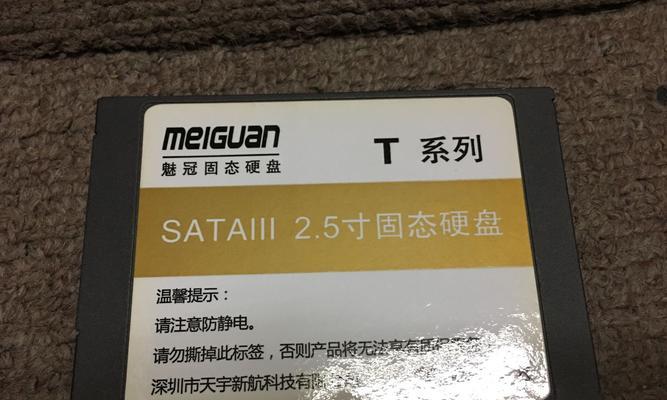 meiguan
T 系列
魅冠固态硬盘
SATAIII 2.5寸固态硬盘
温馨提示：
请注意防静电。
请勿撕掉此标签，否则产品将无法享有
深圳市天宇新航科技有